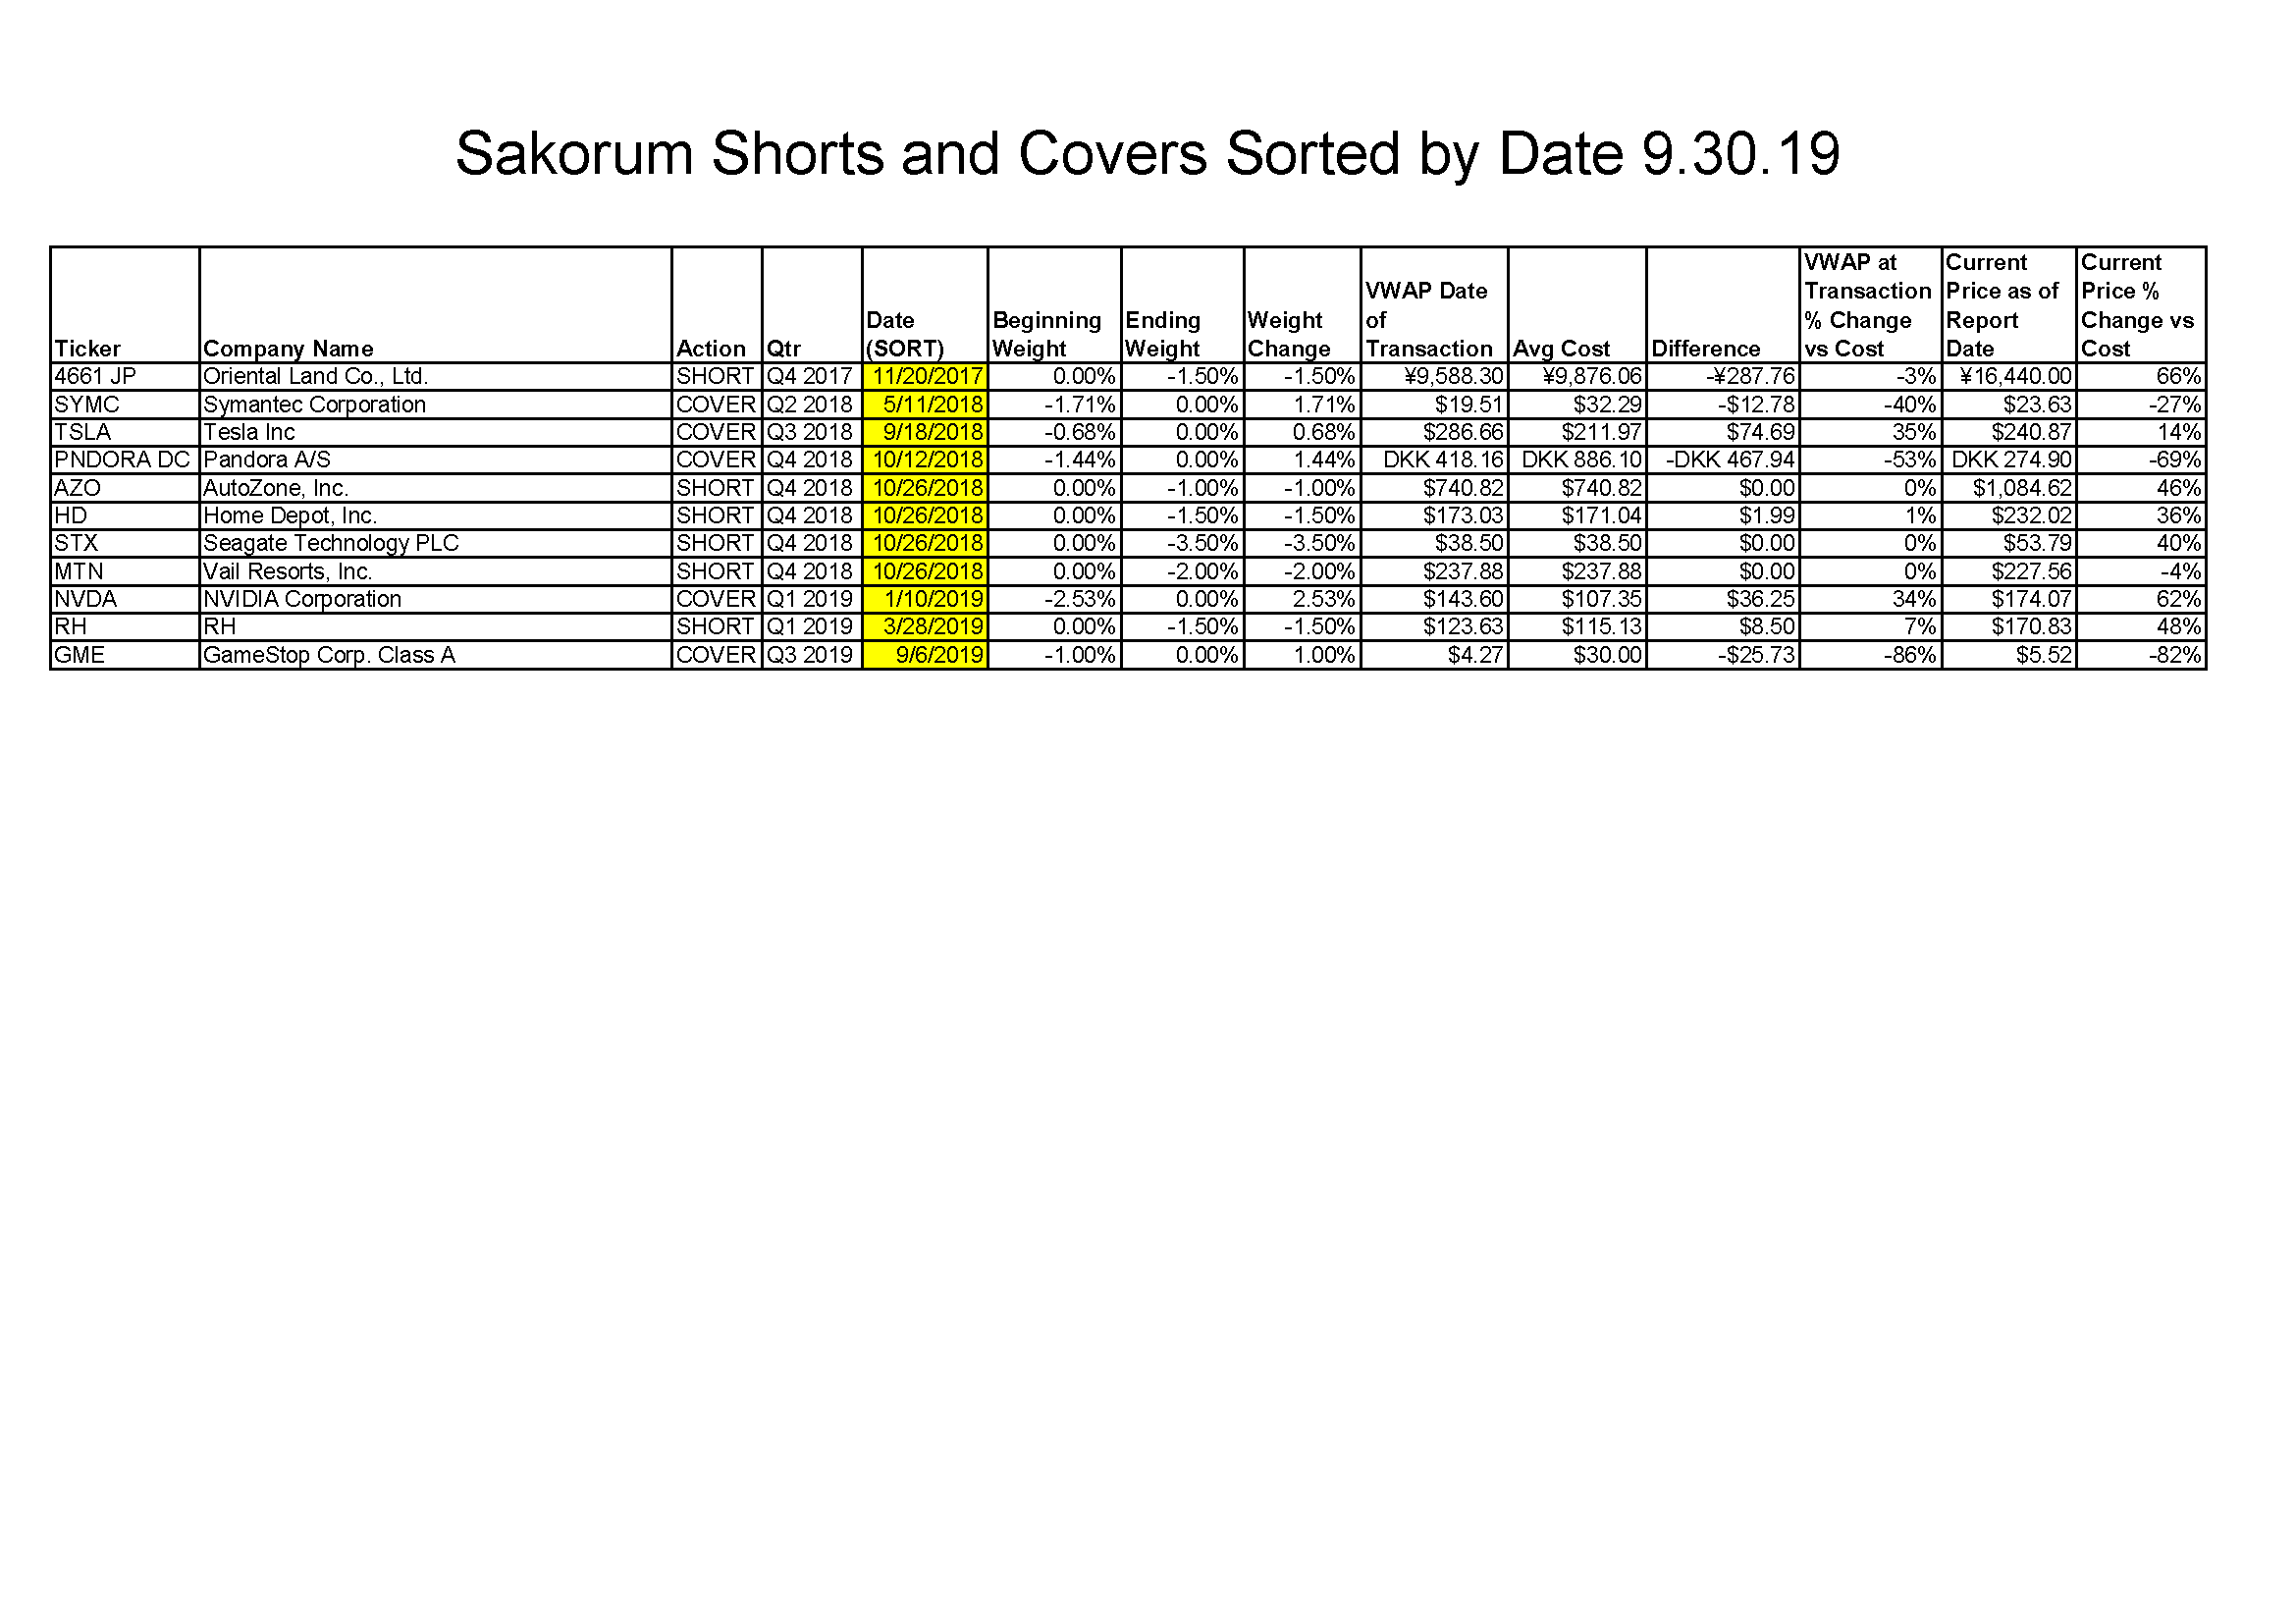 Sakorum Shorts and Covers Sorted by Date 9.30.19
Ticker Company Name Action Qtr Date (SORT) Beginning Weight Ending Weight Weight Change VWAP Date of Transaction Avg Cost Difference VWAP at Transaction % Change vs Cost Current Price as of Report Date Current Price % Change vs Cost
4661 JP Oriental Land Co., Ltd. SHORT Q4 2017 11/20/2017 0.00% -1.50% -1.50% ¥9,588.30 ¥9,876.06 -¥287.76 -3% ¥16,440.00 66%
SYMC Symantec Corporation COVER Q2 2018 5/11/2018 -1.71% 0.00% 1.71% $19.51 $32.29 -$12.78 -40% $23.63 -27%
TSLA Tesla Inc COVER Q3 2018 9/18/2018 -0.68% 0.00% 0.68% $286.66 $211.97 $74.69 35% $240.87 14%
PNDORA DC Pandora A/S COVER Q4 2018 10/12/2018 -1.44% 0.00% 1.44% DKK 418.16 DKK 886.10 -DKK 467.94 -53% DKK 274.90 -69%
AZO AutoZone, Inc. SHORT Q4 2018 10/26/2018 0.00% -1.00% -1.00% $740.82 $740.82 $0.00 0% $1,084.62 46%
HD Home Depot, Inc. SHORT Q4 2018 10/26/2018 0.00% -1.50% -1.50% $173.03 $171.04 $1.99 1% $232.02 36%
STX Seagate Technology PLC SHORT Q4 2018 10/26/2018 0.00% -3.50% -3.50% $38.50 $38.50 $0.00 0% $53.79 40%
MTN Vail Resorts, Inc. SHORT Q4 2018 10/26/2018 0.00% -2.00% -2.00% $237.88 $237.88 $0.00 0% $227.56 -4%
NVDA NVIDIA Corporation COVER Q1 2019 1/10/2019 -2.53% 0.00% 2.53% $143.60 $107.35 $36.25 34% $174.07 62%
RH RH SHORT Q1 2019 3/28/2019 0.00% -1.50% -1.50% $123.63 $115.13 $8.50 7% $170.83 48%
GME GameStop Corp. Class A COVER Q3 2019 9/6/2019 -1.00% 0.00% 1.00% $4.27 $30.00 -$25.73 -86% $5.52 -82%